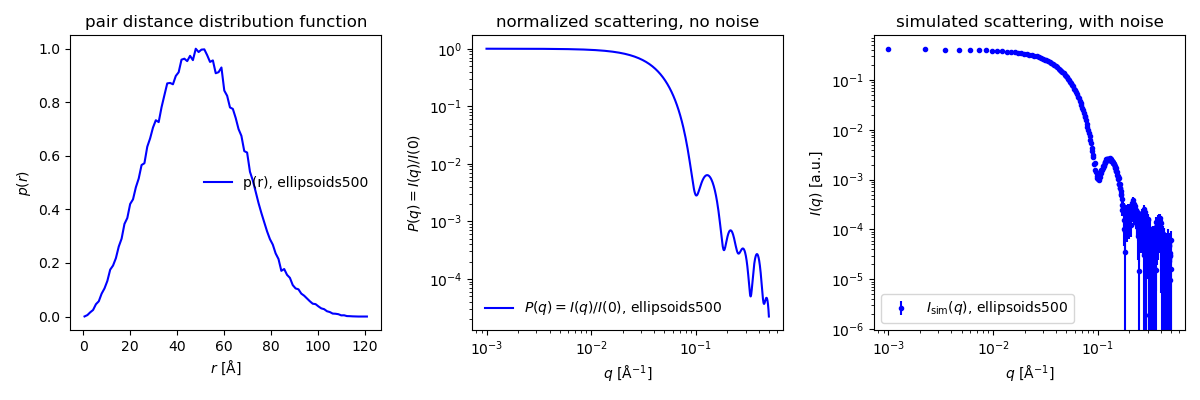 pair distance distribution function
p(r)
1.0
0.8
0.6
0.4
0.2
0.0
p(r), ellipsoids500
0 20 40 60 80 100 120
r [Å]
normalized scattering, no noise
P(q) = I(q)/I(0)
10⁰
10⁻¹
10⁻²
10⁻³
10⁻⁴
P(q) = I(q)/I(0), ellipsoids500
10⁻³ 10⁻² 10⁻¹
q [Å⁻¹]
simulated scattering, with noise
I(q) [a.u.]
10⁻¹
10⁻²
10⁻³
10⁻⁴
10⁻⁵
10⁻⁶
I_sim(q), ellipsoids500
10⁻³ 10⁻² 10⁻¹
q [Å⁻¹]